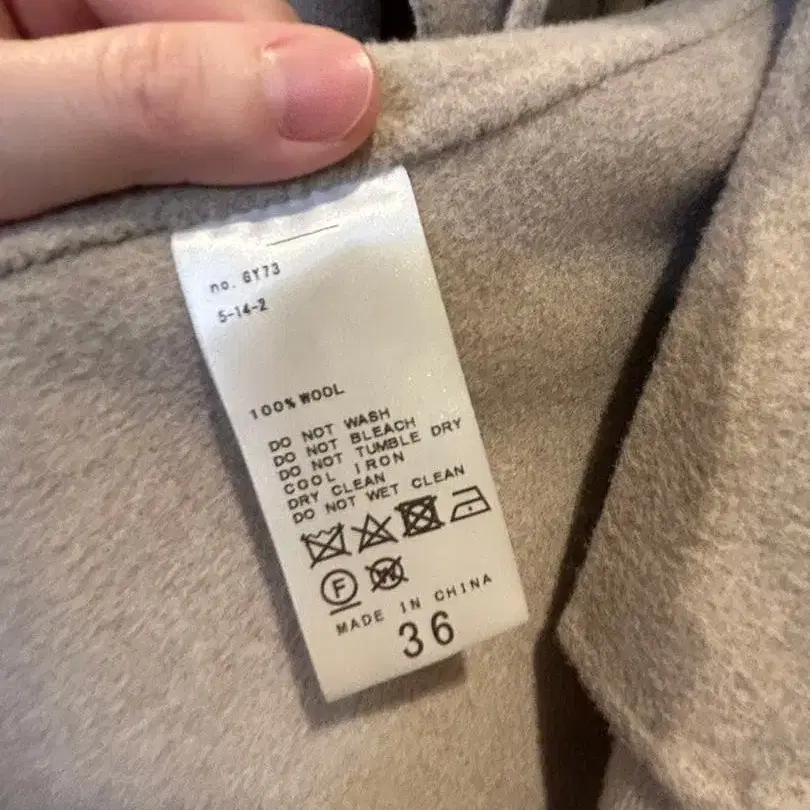 no. GY73
5-14-2
100% WOOL
DO NOT WASH
DO NOT BLEACH
DO NOT TUMBLE DRY
COOL IRON
DRY CLEAN
DO NOT WET CLEAN
F W
MADE IN CHINA
36